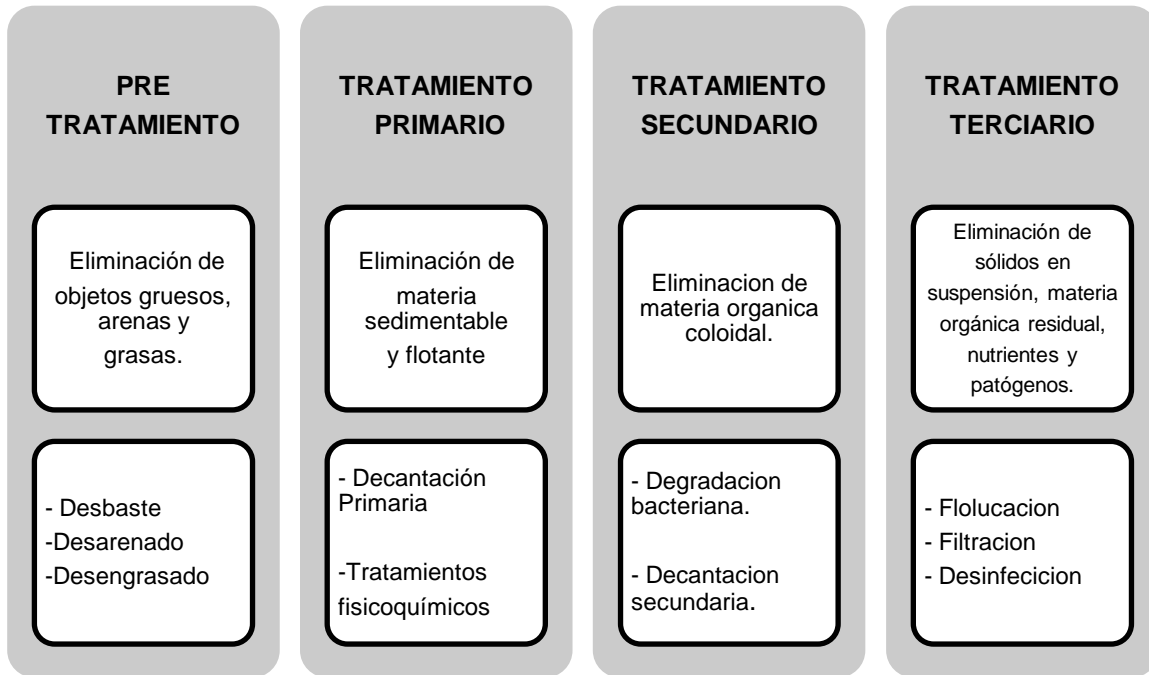 PRE
TRATAMIENTO
Eliminación de
objetos gruesos,
arenas y
grasas.
- Desbaste
-Desarenado
-Desengrasado
TRATAMIENTO
PRIMARIO
Eliminación de
materia
sedimentable
y flotante
- Decantación
Primaria
-Tratamientos
fisicoquímicos
TRATAMIENTO
SECUNDARIO
Eliminacion de
materia organica
coloidal.
- Degradacion
bacteriana.
- Decantacion
secundaria.
TRATAMIENTO
TERCIARIO
Eliminación de
sólidos en
suspensión, materia
orgánica residual,
nutrientes y
patógenos.
- Flolucacion
- Filtracion
- Desinfecicion